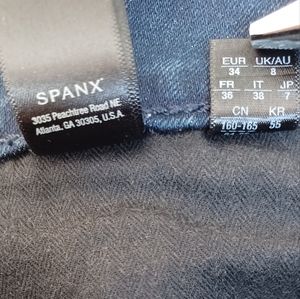 SPANX
3035 Peachtree Road NE
Atlanta, GA 30305, U.S.A.
EUR UK/AU
34 8
FR IT JP
36 38 7
CN KR
160-165 55